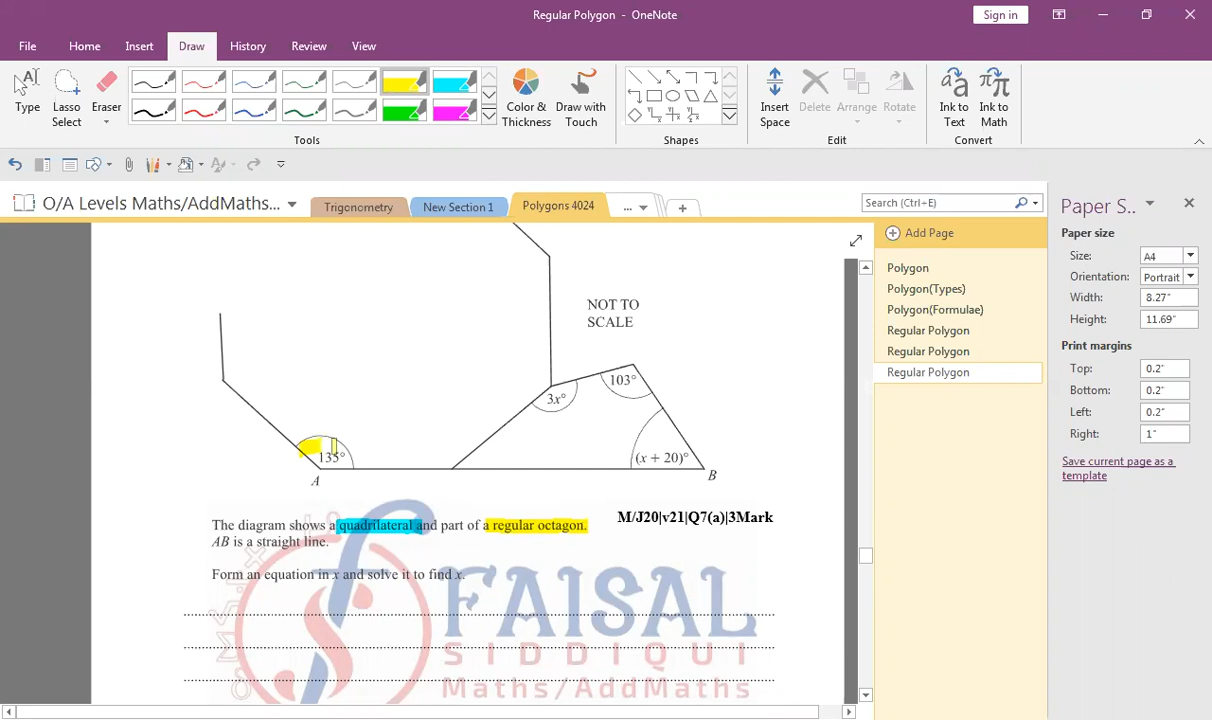 Regular Polygon - OneNote
Sign in
File
Home
Insert
Draw
History
Review
View
Type
Lasso
Select
Eraser
Color &
Thickness
Draw with
Touch
Insert
Space
Delete
Arrange
Rotate
Ink to
Text
Ink to
Math
Tools
Shapes
Edit
Convert
O/A Levels Maths/AddMaths...
Trigonometry
New Section 1
Polygons 4024
...
Search (Ctrl+E)
Paper S...
Add Page
Polygon
Polygon(Types)
Polygon(Formulae)
Regular Polygon
Regular Polygon
Regular Polygon
Paper size
Size: A4
Orientation: Portrait
Width: 8.27"
Height: 11.69"
Print margins
Top: 0.2"
Bottom: 0.2"
Left: 0.2"
Right: 1"
Save current page as a
template
NOT TO
SCALE
103°
3x°
135°
(x + 20)°
A
B
M/J20|v21|Q7(a)|3Mark
The diagram shows a quadrilateral and part of a regular octagon.
AB is a straight line.
Form an equation in x and solve it to find x.
FAISAL
SIDDIQUI
Maths/AddMaths